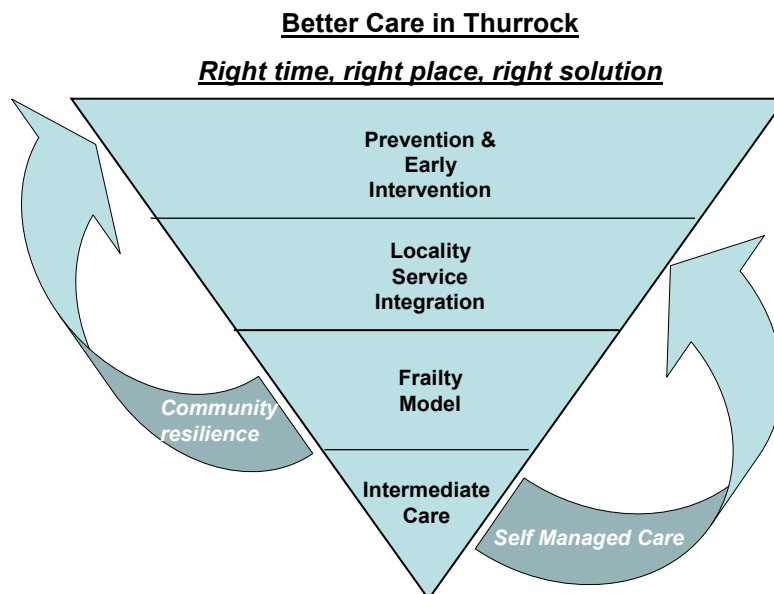 Better Care in Thurrock
Right time, right place, right solution
Prevention &
Early
Intervention
Locality
Service
Integration
Frailty
Model
Community
resilience
Intermediate
Care
Self Managed Care